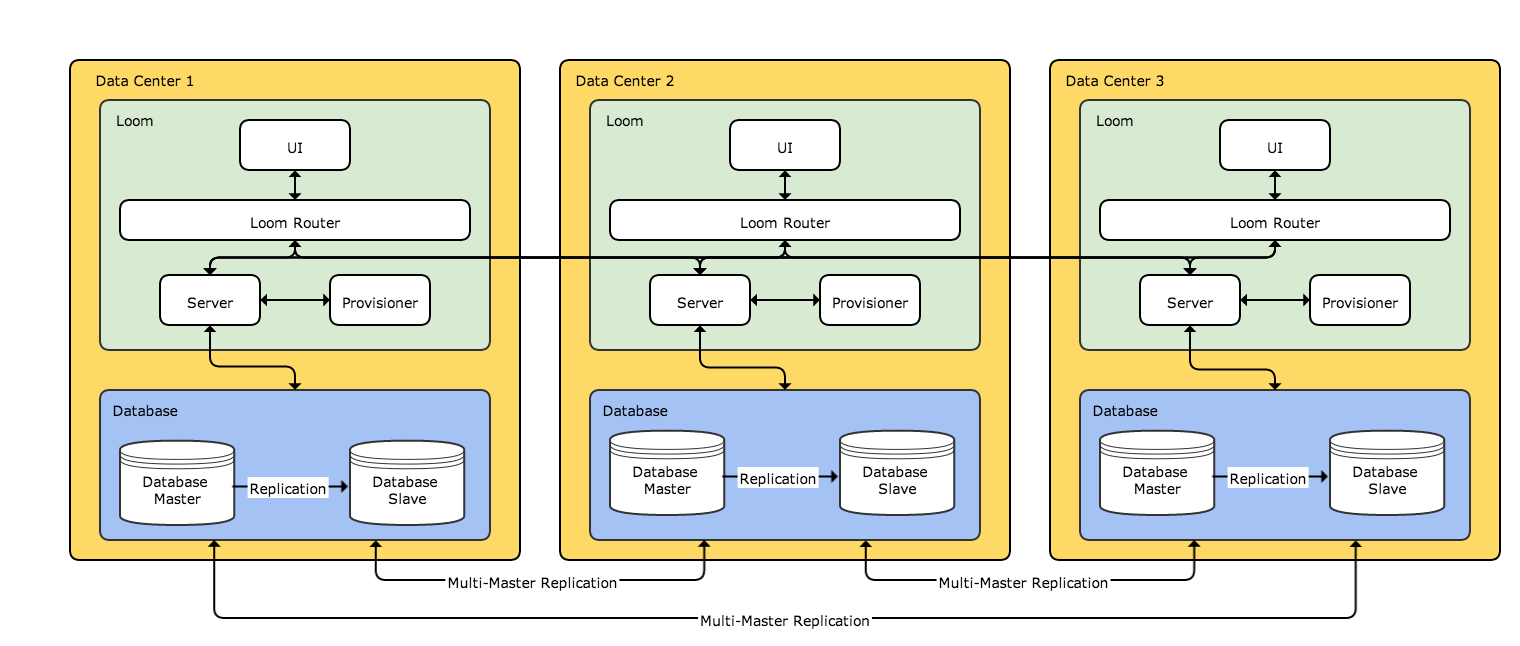 Data Center 1
Data Center 2
Data Center 3
Loom
Loom
Loom
UI
UI
UI
Loom Router
Loom Router
Loom Router
Server
Provisioner
Server
Provisioner
Server
Provisioner
Database
Database
Database
Database
Master
Replication
Database
Slave
Database
Master
Replication
Database
Slave
Database
Master
Replication
Database
Slave
Multi-Master Replication
Multi-Master Replication
Multi-Master Replication